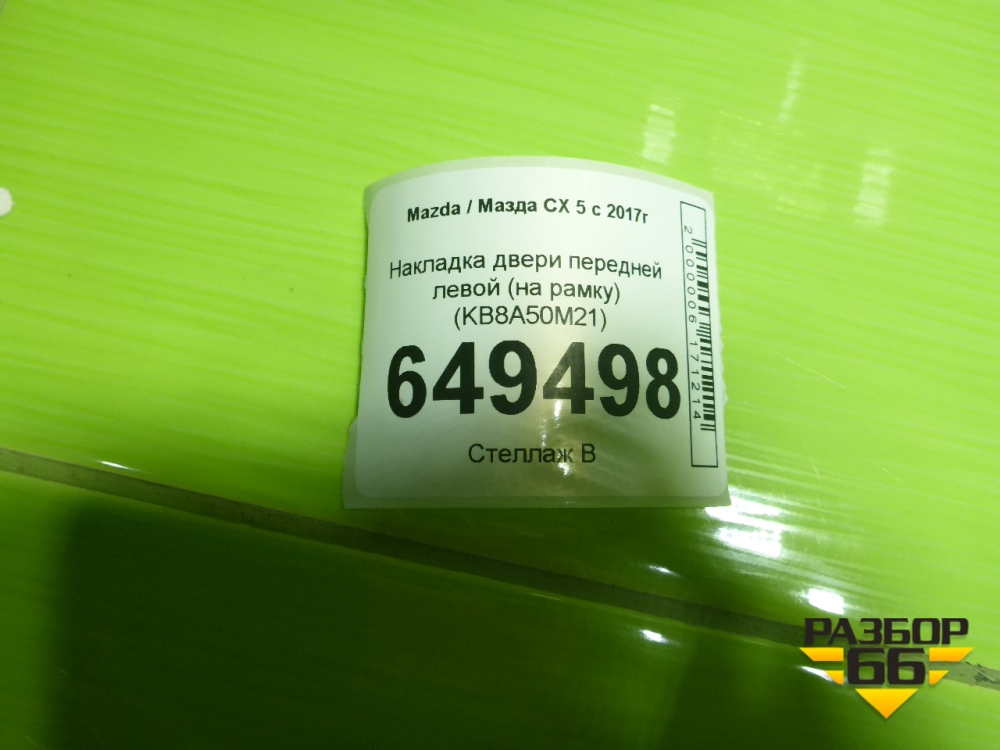 Mazda / Мазда CX 5 с 2017г
Накладка двери передней
левой (на рамку)
(KB8A50M21)
649498
Стеллаж В
2000006171214
РАЗБОР
66